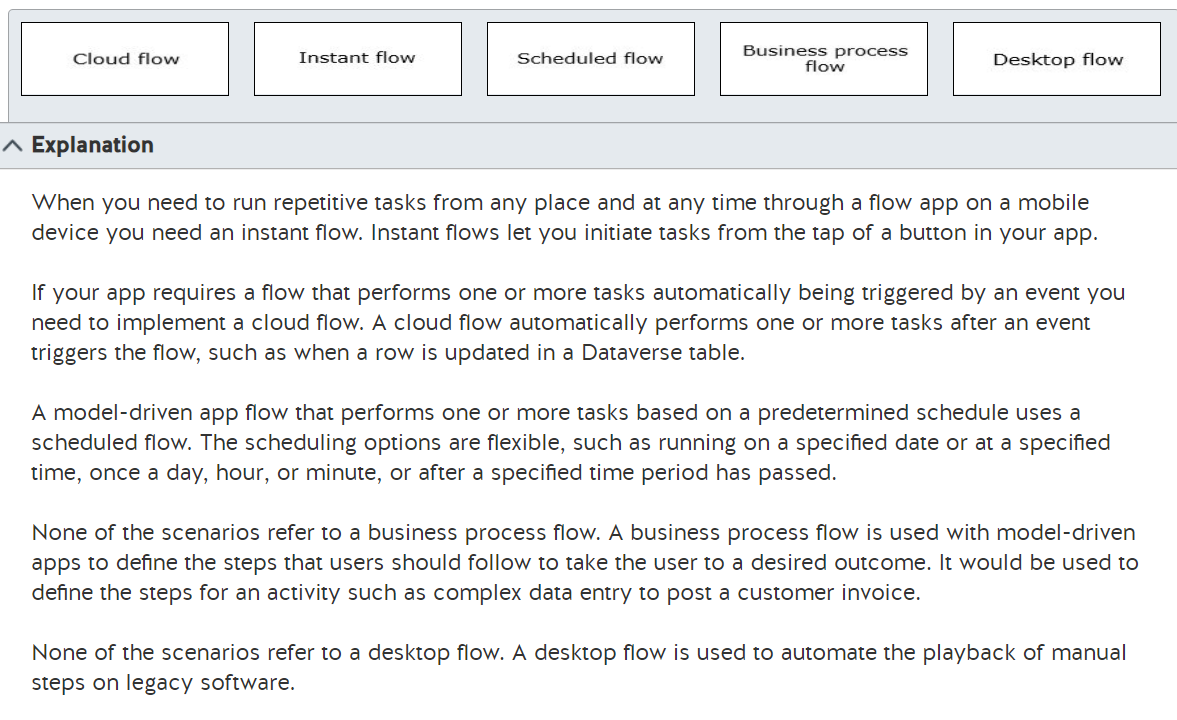 Cloud flow
Instant flow
Scheduled flow
Business process
flow
Desktop flow
Explanation
When you need to run repetitive tasks from any place and at any time through a flow app on a mobile
device you need an instant flow. Instant flows let you initiate tasks from the tap of a button in your app.
If your app requires a flow that performs one or more tasks automatically being triggered by an event you
need to implement a cloud flow. A cloud flow automatically performs one or more tasks after an event
triggers the flow, such as when a row is updated in a Dataverse table.
A model-driven app flow that performs one or more tasks based on a predetermined schedule uses a
scheduled flow. The scheduling options are flexible, such as running on a specified date or at a specified
time, once a day, hour, or minute, or after a specified time period has passed.
None of the scenarios refer to a business process flow. A business process flow is used with model-driven
apps to define the steps that users should follow to take the user to a desired outcome. It would be used to
define the steps for an activity such as complex data entry to post a customer invoice.
None of the scenarios refer to a desktop flow. A desktop flow is used to automate the playback of manual
steps on legacy software.